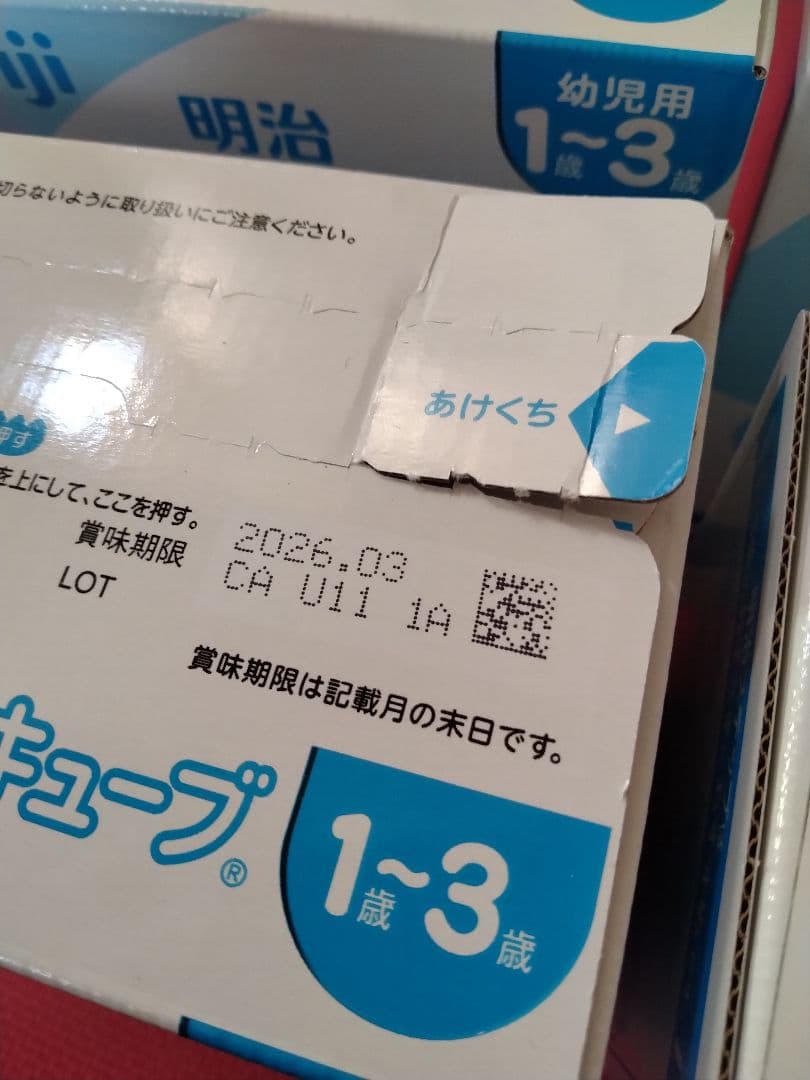 iji
明治
幼児用
1歳～3歳
切らないように取り扱いにご注意ください。
あけくち
押す
を上にして、ここを押す。
賞味期限 2026.03
LOT CA U11 1A
賞味期限は記載月の末日です。
キューブ®
1歳～3歳